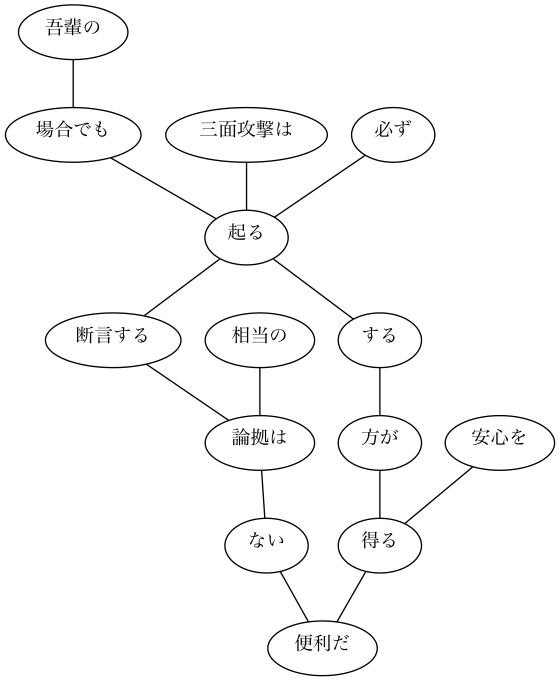 吾輩の
場合でも
三面攻撃は
必ず
起る
断言する
相当の
する
論拠は
方が
安心を
ない
得る
便利だ